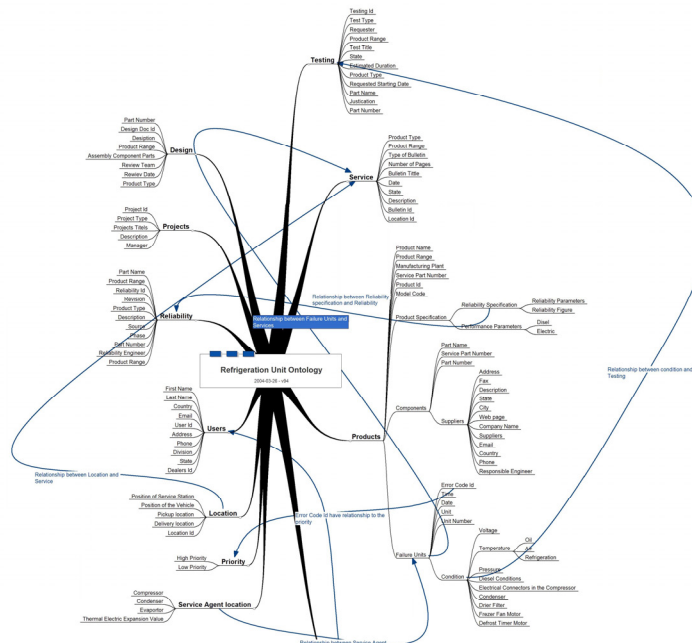 Testing
Testing Id
Test Type
Requester
Product Range
Test Title
State
Estimated Duration
Product Type
Requested Starting Date
Part Name
Justication
Part Number
Design
Part Number
Design Doc Id
Desiption
Product Range
Assembly Component Parts
Review Team
Reveiv Date
Product Type
Service
Product Type
Product Range
Type of Bulletin
Number of Pages
Bulletin Tittle
Date
State
Description
Bulletin Id
Location Id
Projects
Project Id
Project Type
Projects Titels
Description
Manager
Reliability
Part Name
Product Range
Reliability Id
Revision
Product Type
Description
Source
Phase
Part Number
Reliability Engineer
Product Range
Relationship between Reliability
specification and Reliability
Relationship between Failure Units and
Services
Refrigeration Unit Ontology
2004-03-26 - v94
Products
Product Name
Product Range
Manufacturing Plant
Service Part Number
Product Id
Model Code
Product Specification
Reliability Specification
Reliability Parameters
Reliability Figure
Performance Parameters
Disel
Electric
Components
Part Name
Service Part Number
Part Number
Suppliers
Address
Fax
Description
State
City
Web page
Company Name
Suppliers
Email
Country
Phone
Responsible Engineer
Relationship between condition and
Testing
Users
First Name
Last Name
Country
Email
User Id
Address
Phone
Division
State
Dealers Id
Relationship between Location and
Service
Location
Position of Service Station
Position of the Vehicle
Pickup location
Delivery location
Location Id
Error Code Id have relationship to the
priority
Priority
High Priority
Low Priority
Service Agent location
Compressor
Condenser
Evaporter
Thermal Electric Expansion Value
Failure Units
Error Code Id
Time
Date
Unit
Unit Number
Condition
Voltage
Temperature
Oil
Refrigeration
Pressure
Diesel Conditions
Electrical Connectors in the Compressor
Condenser
Drier Filter
Frezer Fan Motor
Defrost Timer Motor
Relationship between Service Agent